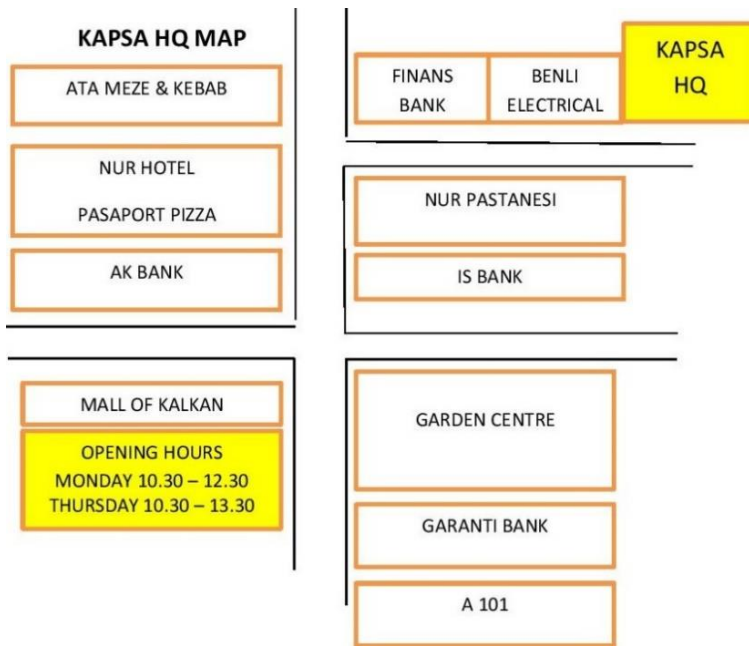 KAPSA HQ MAP
ATA MEZE & KEBAB
NUR HOTEL
PASAPORT PIZZA
AK BANK
FINANS
BANK
BENLI
ELECTRICAL
KAPSA
HQ
NUR PASTANESI
IS BANK
MALL OF KALKAN
OPENING HOURS
MONDAY 10.30 – 12.30
THURSDAY 10.30 – 13.30
GARDEN CENTRE
GARANTI BANK
A 101